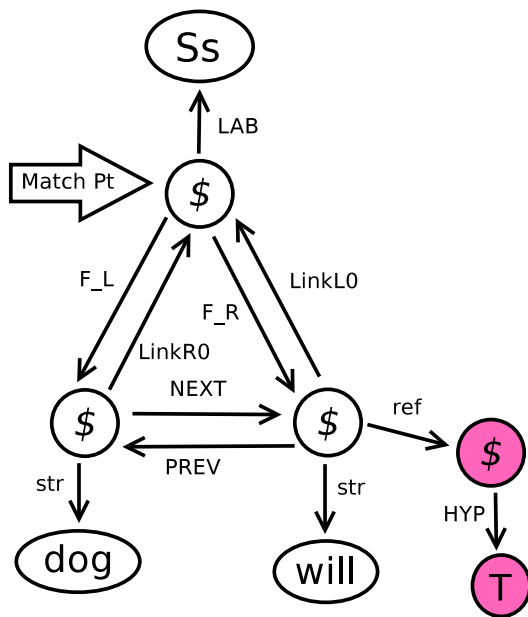 Ss
LAB
Match Pt
$
F_L
LinkL0
F_R
LinkR0
NEXT
ref
$
$
$
PREV
str
str
HYP
dog
will
T